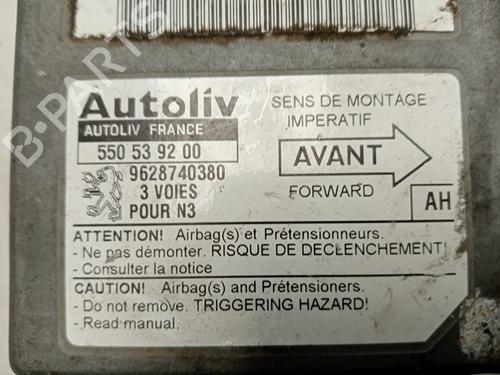 B-PARTS
Autoliv
AUTOLIV FRANCE
550 53 92 00
9628740380
3 VOIES
POUR N3
SENS DE MONTAGE
IMPERATIF
AVANT
FORWARD
AH
ATTENTION! Airbag(s) et Prétensionneurs.
- Ne pas démonter. RISQUE DE DECLENCHEMENT!
- Consulter la notice
CAUTION! Airbag(s) and Prétensioners.
- Do not remove. TRIGGERING HAZARD!
- Read manual.